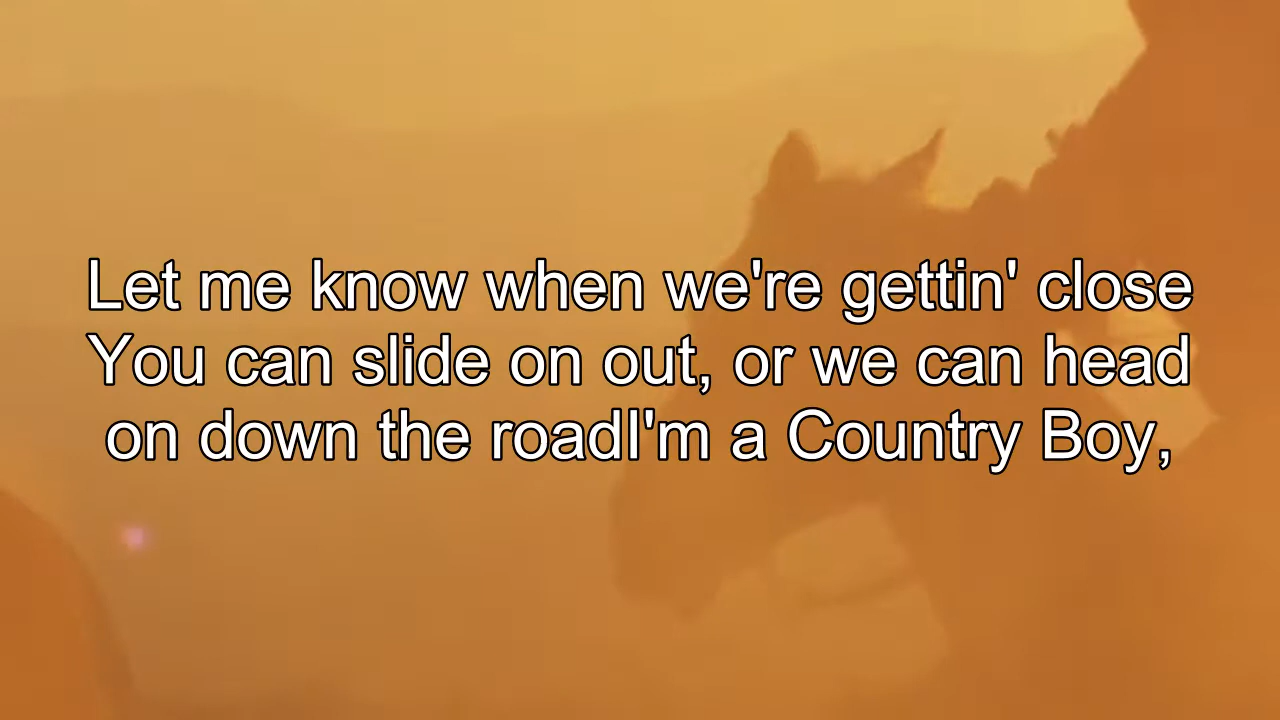 Let me know when we're gettin' close
You can slide on out, or we can head
on down the roadI'm a Country Boy,